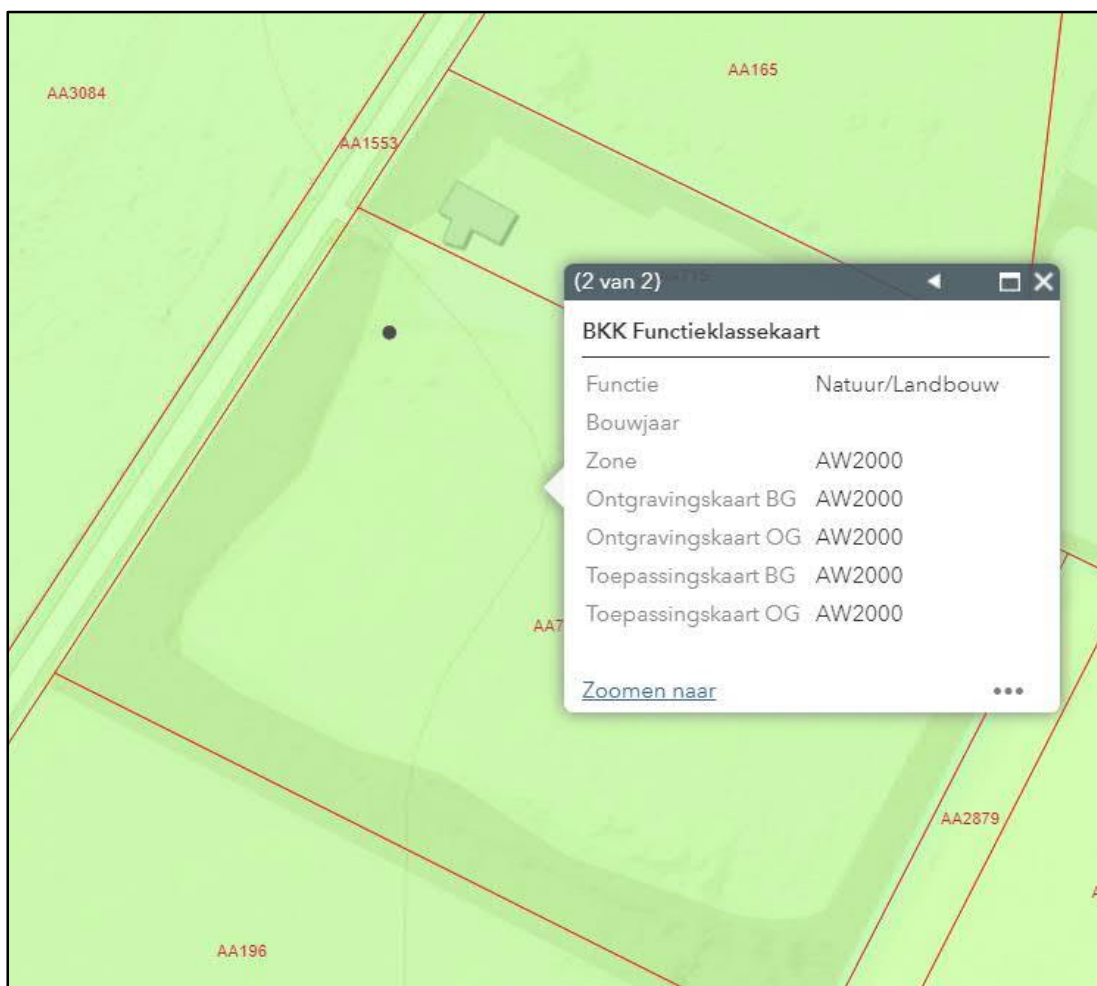 AA165
AA3084
AA1553
(2 van 2)
BKK Functieklassekaart
Functie Natuur/Landbouw
Bouwjaar
Zone AW2000
Ontgravingskaart BG AW2000
Ontgravingskaart OG AW2000
Toepassingskaart BG AW2000
Toepassingskaart OG AW2000
AA7
Zoomen naar
AA2879
AA196